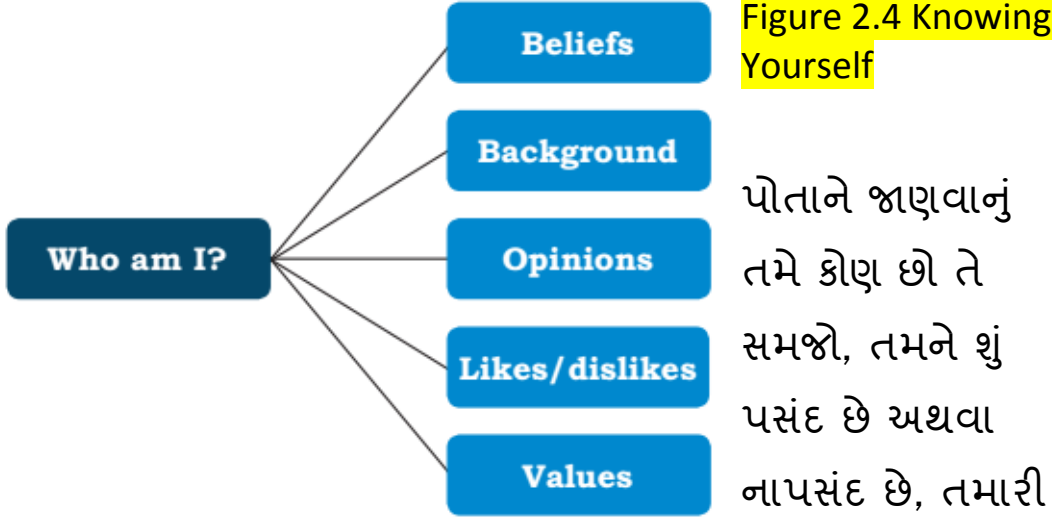 Who am I?
Beliefs
Background
Opinions
Likes/dislikes
Values
Figure 2.4 Knowing
Yourself
પોતાને જાણવાનું
તમે કોણ છો તે
સમજો, તમને શું
પસંદ છે અથવા
નાપસંદ છે, તમારી